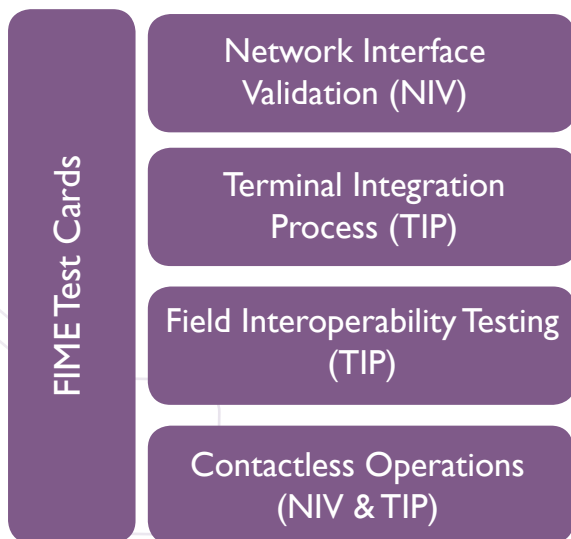 FIME Test Cards
Network Interface
Validation (NIV)
Terminal Integration
Process (TIP)
Field Interoperability Testing
(TIP)
Contactless Operations
(NIV & TIP)